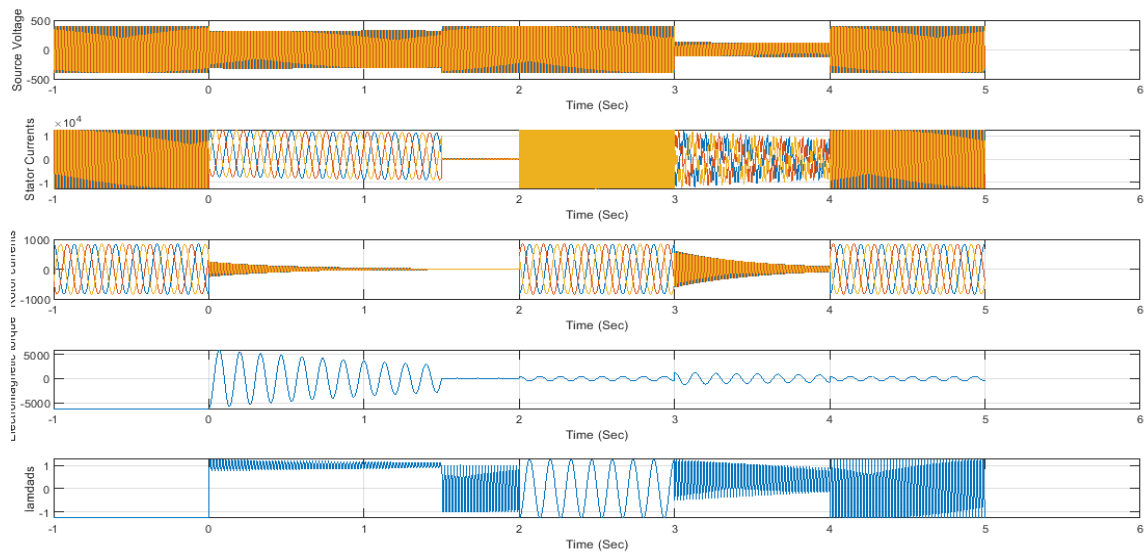 Source Voltage
500
0
-500
-1 0 1 2 3 4 5 6
Time (Sec)
Stator Currents
×10^4
1
0
-1
-1 0 1 2 3 4 5 6
Time (Sec)
Rotor Currents
1000
0
-1000
-1 0 1 2 3 4 5 6
Time (Sec)
Electromagnetic torque
5000
0
-5000
-1 0 1 2 3 4 5 6
Time (Sec)
lamdads
1
0
-1
-1 0 1 2 3 4 5 6
Time (Sec)